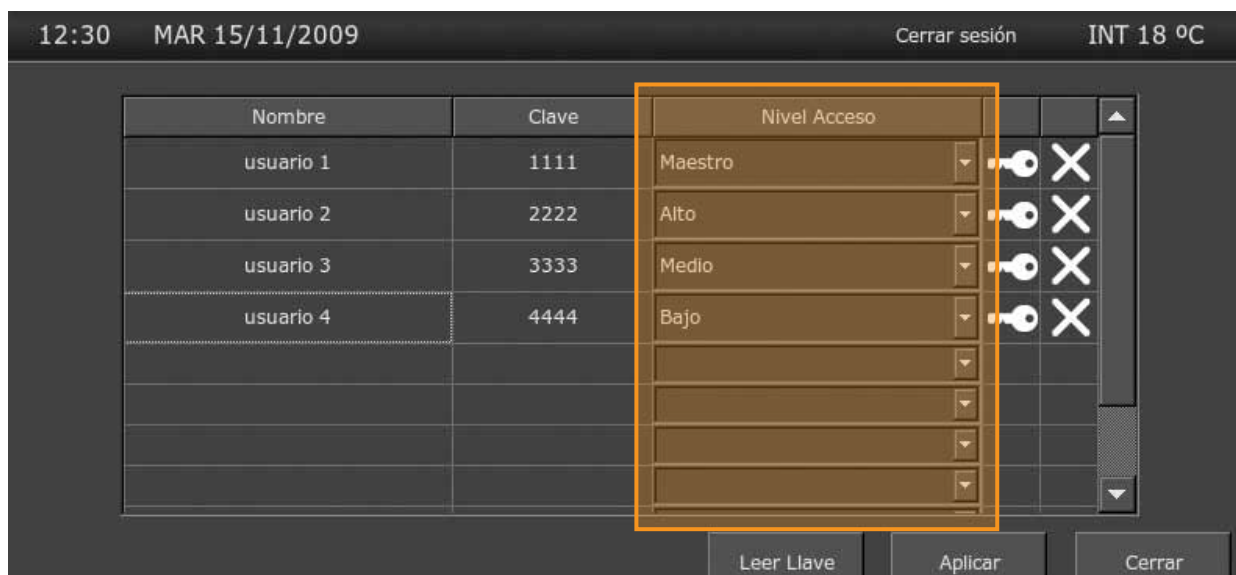 12:30 MAR 15/11/2009 Cerrar sesión INT 18 ºC
Nombre Clave Nivel Acceso
usuario 1 1111 Maestro
usuario 2 2222 Alto
usuario 3 3333 Medio
usuario 4 4444 Bajo
Leer Llave Aplicar Cerrar